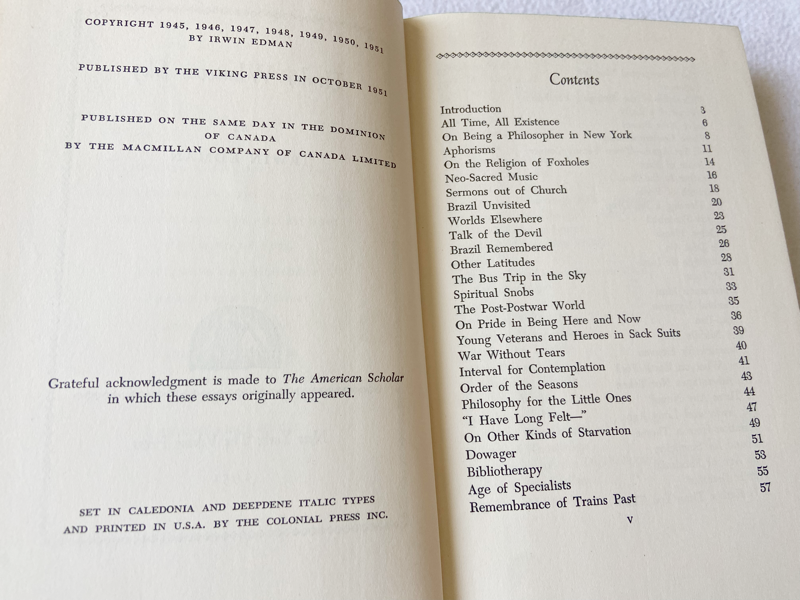 COPYRIGHT 1945, 1946, 1947, 1948, 1949, 1950, 1951
BY IRWIN EDMAN
PUBLISHED BY THE VIKING PRESS IN OCTOBER 1951
PUBLISHED ON THE SAME DAY IN THE DOMINION
OF CANADA
BY THE MACMILLAN COMPANY OF CANADA LIMITED
Grateful acknowledgment is made to The American Scholar
in which these essays originally appeared.
SET IN CALEDONIA AND DEEPDENE ITALIC TYPES
AND PRINTED IN U.S.A. BY THE COLONIAL PRESS INC.
Contents
Introduction 3
All Time, All Existence 6
On Being a Philosopher in New York 8
Aphorisms 11
On the Religion of Foxholes 14
Neo-Sacred Music 16
Sermons out of Church 18
Brazil Unvisited 20
Worlds Elsewhere 23
Talk of the Devil 25
Brazil Remembered 26
Other Latitudes 28
The Bus Trip in the Sky 31
Spiritual Snobs 33
The Post-Postwar World 35
On Pride in Being Here and Now 36
Young Veterans and Heroes in Sack Suits 39
War Without Tears 40
Interval for Contemplation 41
Order of the Seasons 43
Philosophy for the Little Ones 44
"I Have Long Felt—" 47
On Other Kinds of Starvation 49
Dowager 51
Bibliotherapy 53
Age of Specialists 55
Remembrance of Trains Past 57
v